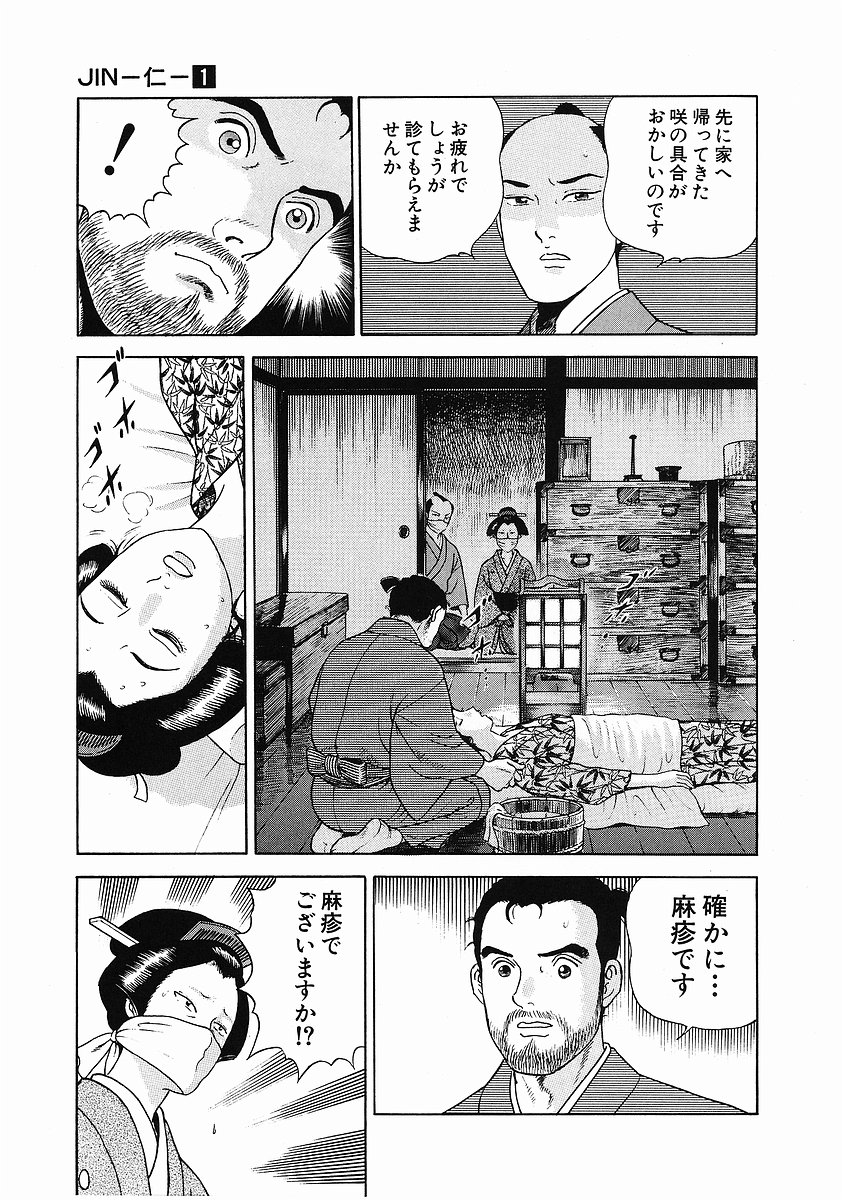 JIN－仁－1
先に家へ
帰ってきた
咲の具合が
おかしいのです
お疲れで
しょうが
診てもらえま
せんか
！
ゴホ
ゴホ
ゴホ
ゴホ
確かに…
麻疹です
麻疹で
ございますか!?